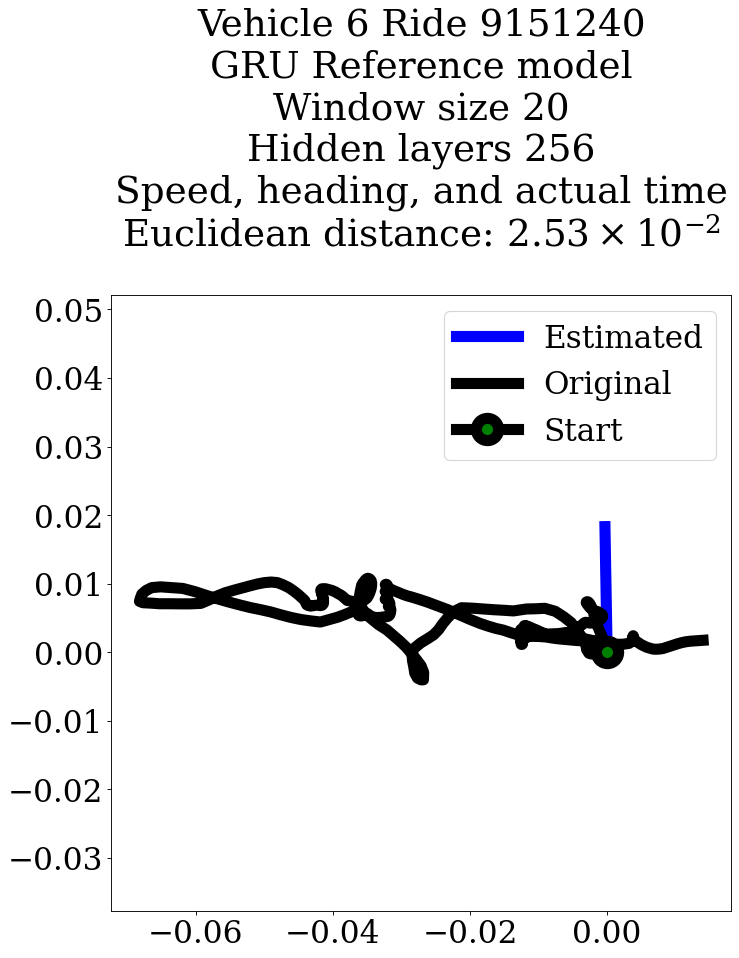 Vehicle 6 Ride 9151240
GRU Reference model
Window size 20
Hidden layers 256
Speed, heading, and actual time
Euclidean distance: 2.53 × 10⁻²
0.05
Estimated
0.04
Original
0.03
Start
0.02
0.01
0.00
−0.01
−0.02
−0.03
−0.06 −0.04 −0.02 0.00